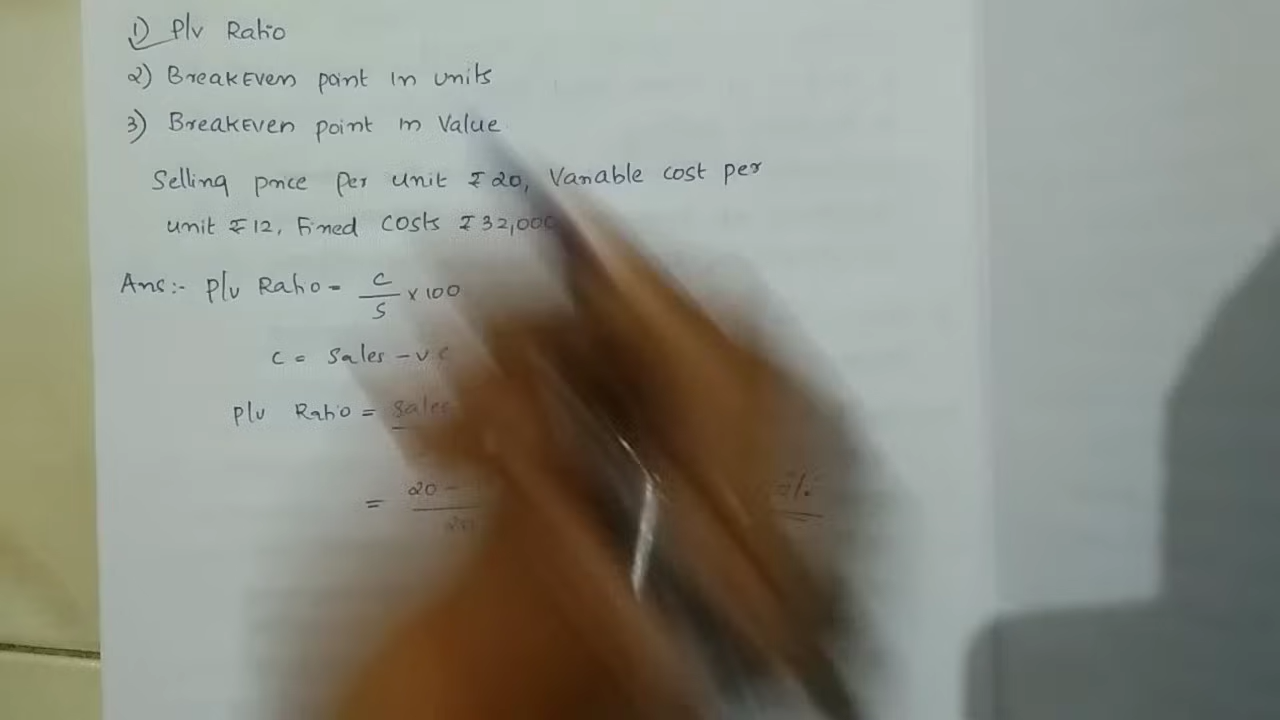 1) P/v Ratio
2) BreakEven point in units
3) BreakEven point in Value
Selling price per unit ₹ 20, Variable cost per
unit ₹ 12, Fixed costs ₹ 32,000
Ans:- P/v Ratio = C/S × 100
C = Sales - V.C
P/v Ratio = Sales
= 20 -
20
%